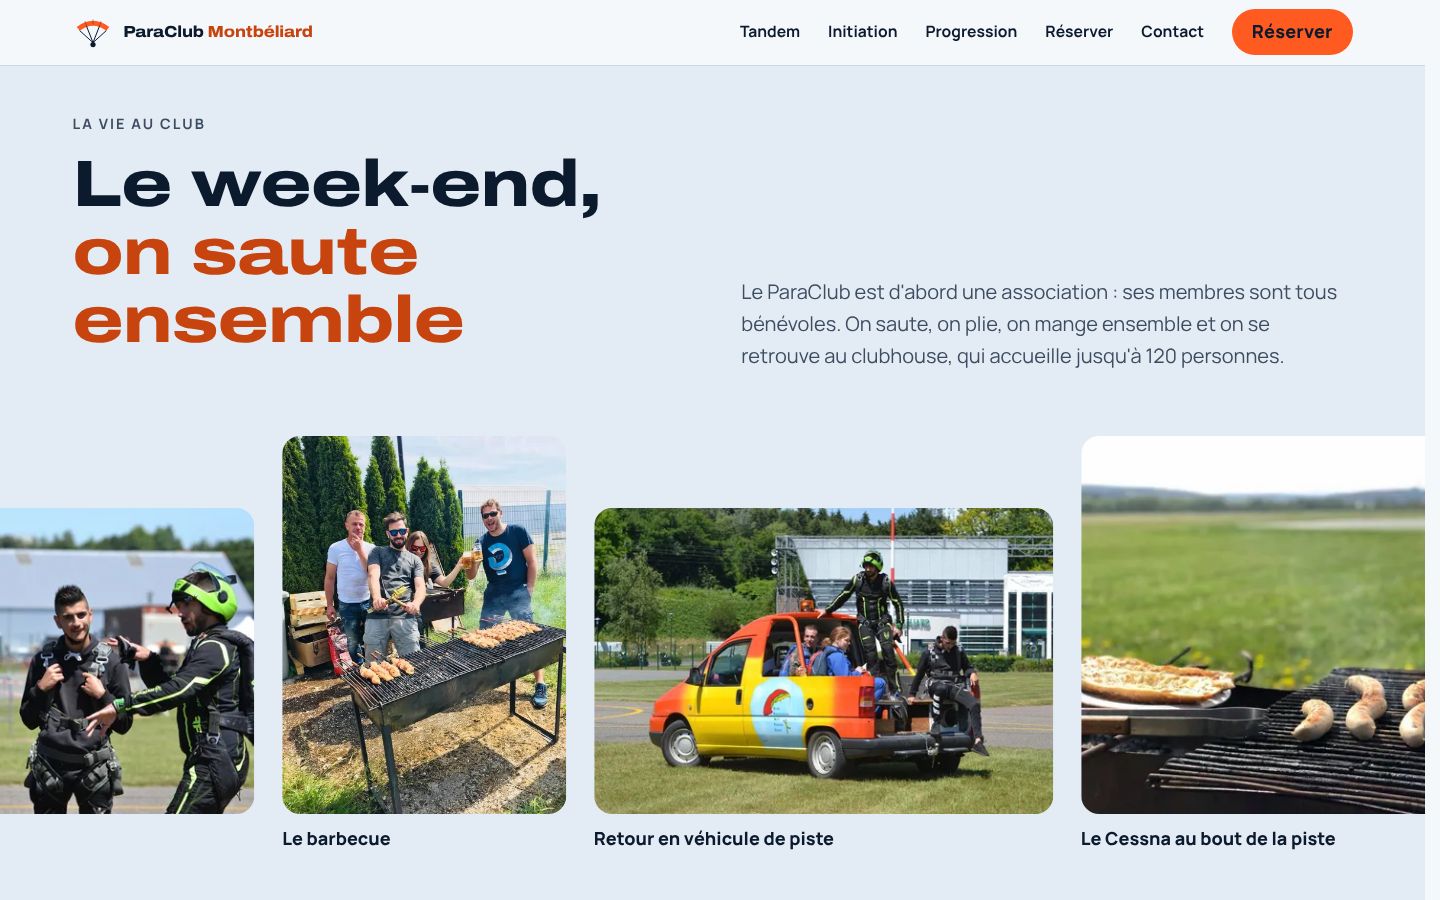 ParaClub Montbéliard
Tandem
Initiation
Progression
Réserver
Contact
Réserver
LA VIE AU CLUB
Le week-end,
on saute
ensemble
Le ParaClub est d'abord une association : ses membres sont tous
bénévoles. On saute, on plie, on mange ensemble et on se
retrouve au clubhouse, qui accueille jusqu'à 120 personnes.
Le barbecue
Retour en véhicule de piste
Le Cessna au bout de la piste